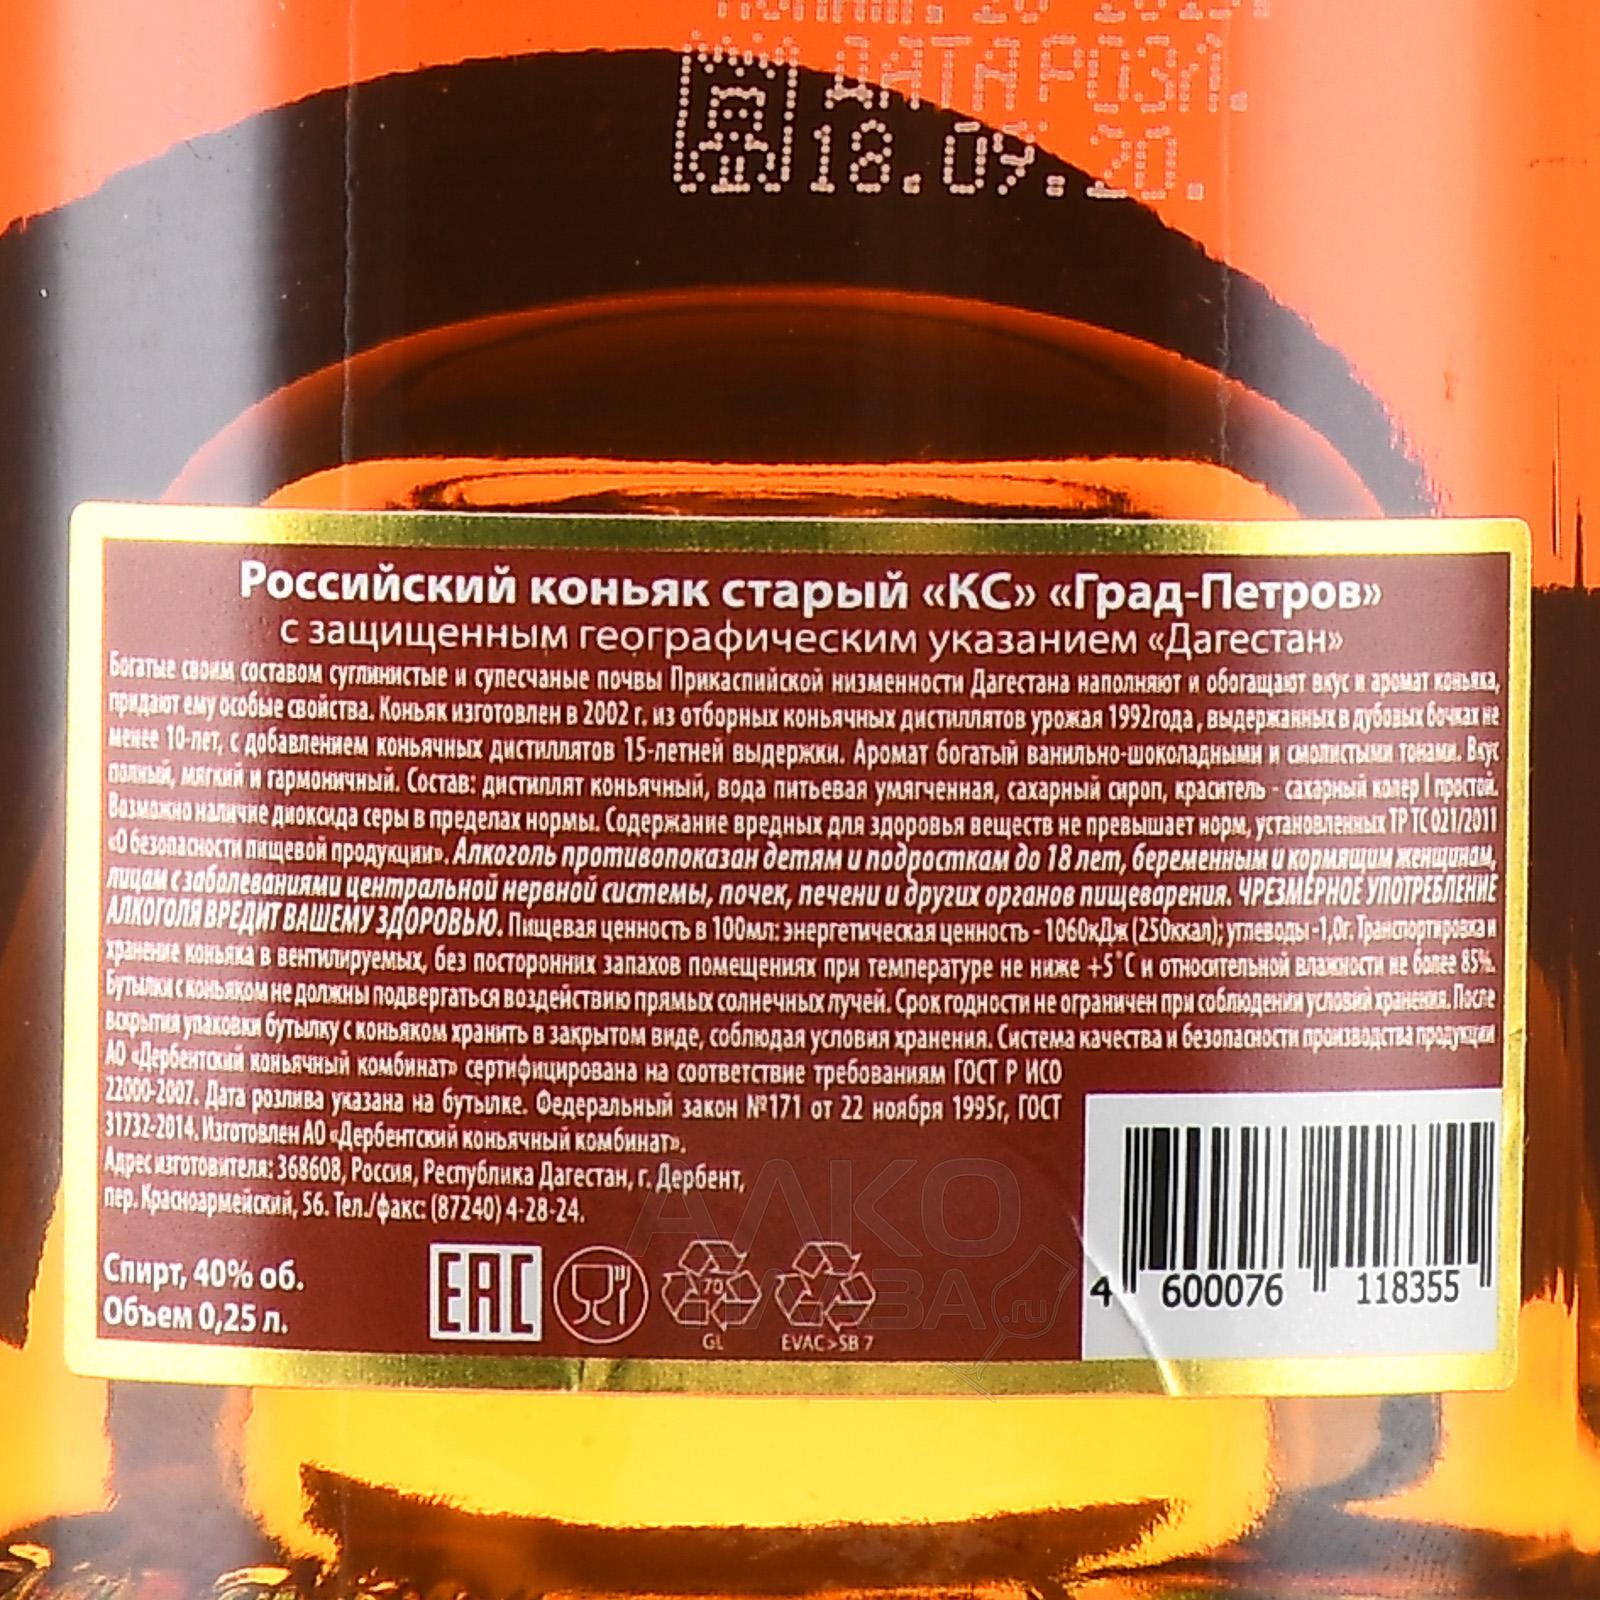 ДАТА РОЗЛ.
18.09.20.
Российский коньяк старый «КС» «Град-Петров»
с защищенным географическим указанием «Дагестан»
Богатые своим составом суглинистые и супесчаные почвы Прикаспийской низменности Дагестана наполняют и обогащают вкус и аромат коньяка,
придают ему особые свойства. Коньяк изготовлен в 2002 г. из отборных коньячных дистиллятов урожая 1992года, выдержанных в дубовых бочках не
менее 10-лет, с добавлением коньячных дистиллятов 15-летней выдержки. Аромат богатый ванильно-шоколадными и смолистыми тонами. Вкус
полный, мягкий и гармоничный. Состав: дистиллят коньячный, вода питьевая умягченная, сахарный сироп, краситель - сахарный колер I простой.
Возможно наличие диоксида серы в пределах нормы. Содержание вредных для здоровья веществ не превышает норм, установленных ТР ТС 021/2011
«О безопасности пищевой продукции». Алкоголь противопоказан детям и подросткам до 18 лет, беременным и кормящим женщинам,
лицам с заболеваниями центральной нервной системы, почек, печени и других органов пищеварения. ЧРЕЗМЕРНОЕ УПОТРЕБЛЕНИЕ
АЛКОГОЛЯ ВРЕДИТ ВАШЕМУ ЗДОРОВЬЮ. Пищевая ценность в 100мл: энергетическая ценность - 1060кДж (250ккал); углеводы -1,0г. Транспортировка и
хранение коньяка в вентилируемых, без посторонних запахов помещениях при температуре не ниже +5˚С и относительной влажности не более 85%.
Бутылки с коньяком не должны подвергаться воздействию прямых солнечных лучей. Срок годности не ограничен при соблюдении условий хранения. После
вскрытия упаковки бутылку с коньяком хранить в закрытом виде, соблюдая условия хранения. Система качества и безопасности производства продукции
АО «Дербентский коньячный комбинат» сертифицирована на соответствие требованиям ГОСТ Р ИСО
22000-2007. Дата розлива указана на бутылке. Федеральный закон №171 от 22 ноября 1995г, ГОСТ
31732-2014. Изготовлен АО «Дербентский коньячный комбинат».
Адрес изготовителя: 368608, Россия, Республика Дагестан, г. Дербент,
пер. Красноармейский, 56. Тел./факс: (87240) 4-28-24.
Спирт, 40% об.
Объем 0,25 л.
EAC
70
GL
EVAC>SB 7
4 600076 118355
АЛКО
ЛАВКА.ru